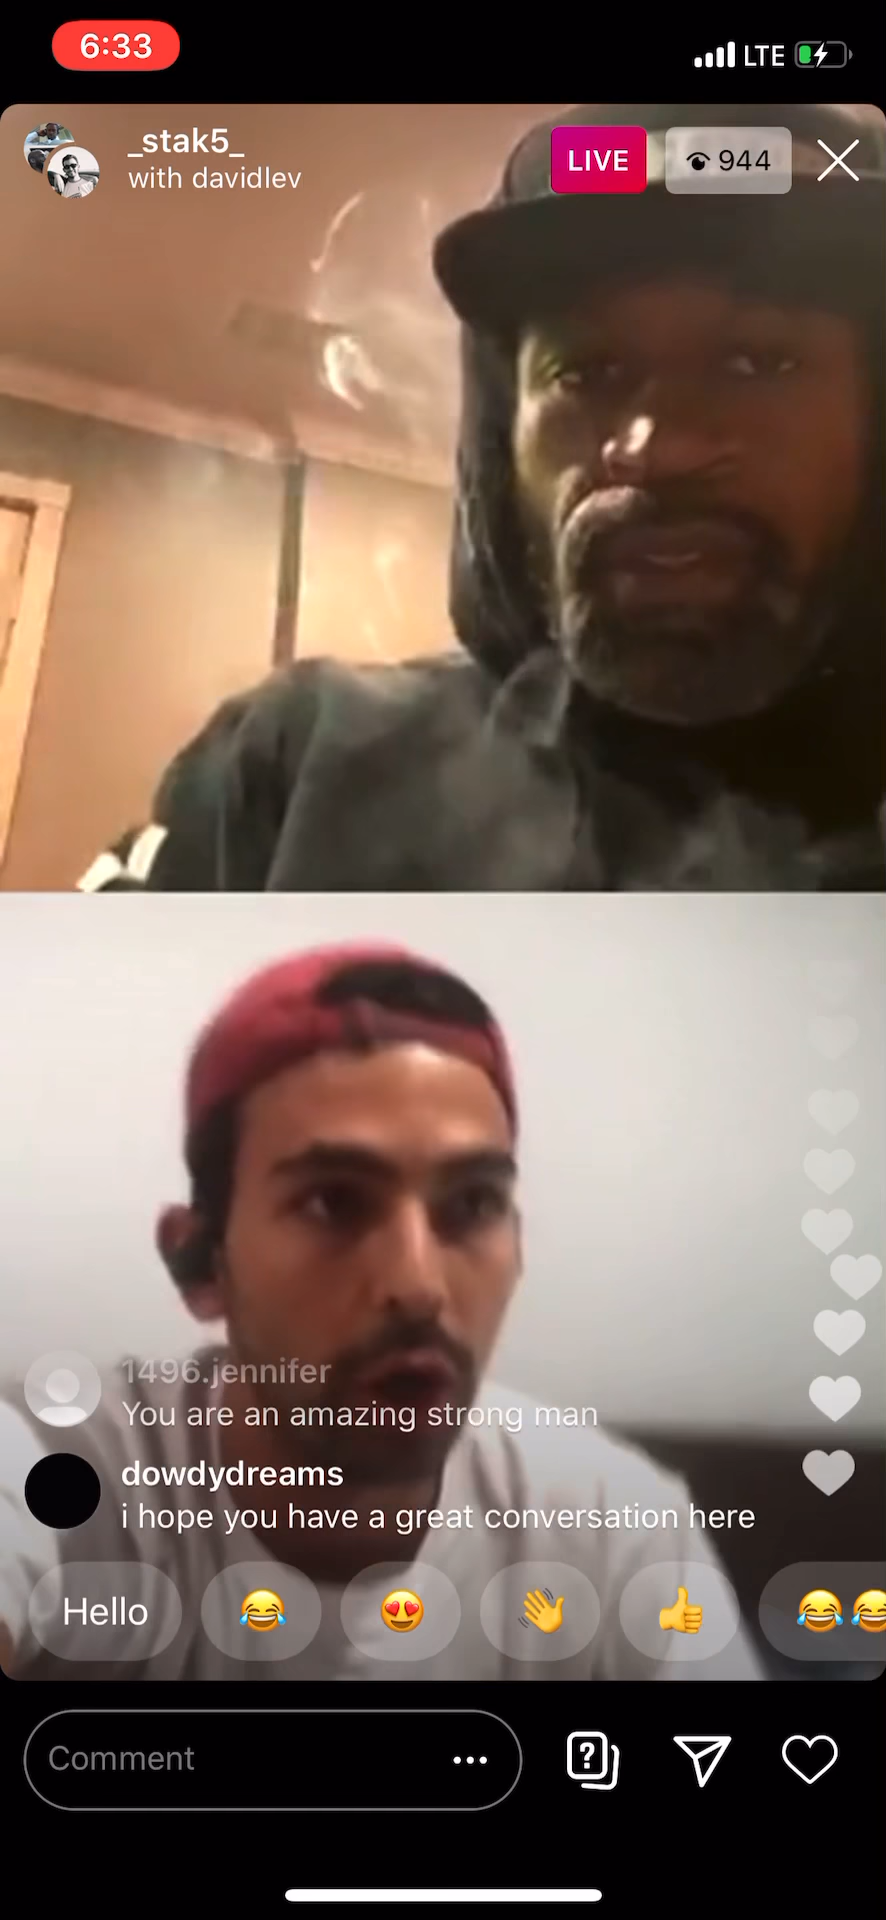 6:33
LTE
_stak5_
with davidlev
LIVE
944
1496.jennifer
You are an amazing strong man
dowdydreams
i hope you have a great conversation here
Hello
Comment